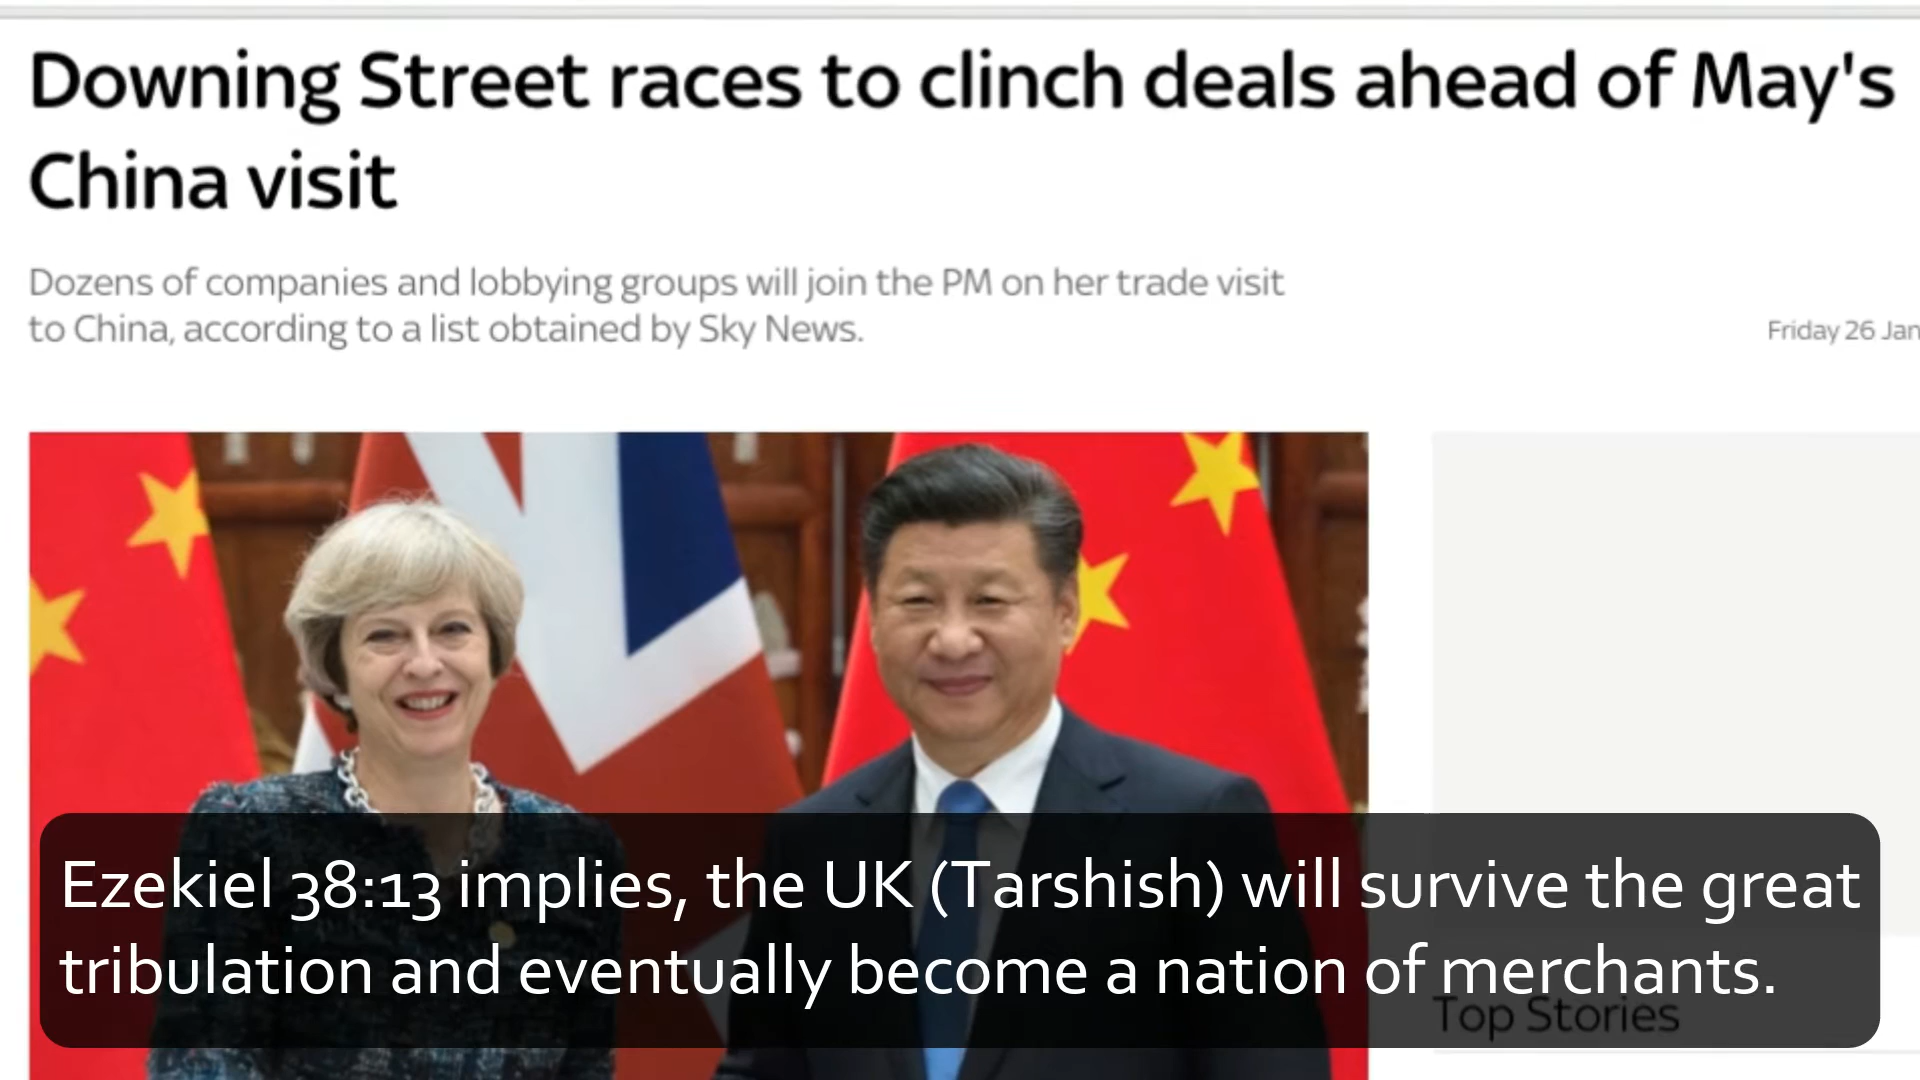 Downing Street races to clinch deals ahead of May's
China visit
Dozens of companies and lobbying groups will join the PM on her trade visit
to China, according to a list obtained by Sky News.
Friday 26 Jan
Ezekiel 38:13 implies, the UK (Tarshish) will survive the great
tribulation and eventually become a nation of merchants.
Top Stories